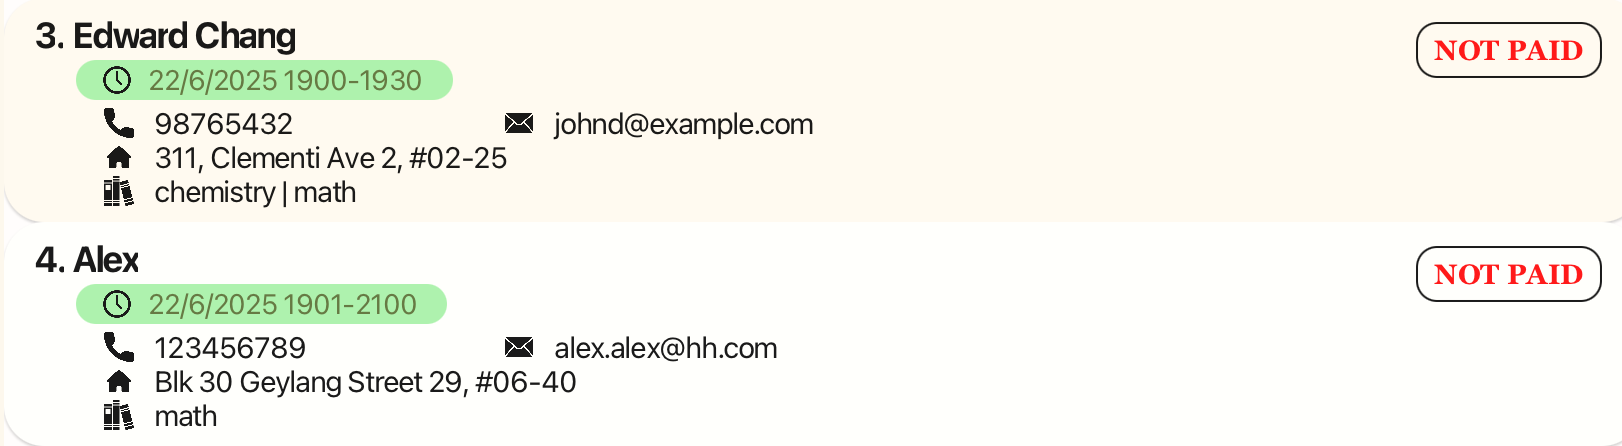 3. Edward Chang
NOT PAID
22/6/2025 1900-1930
98765432 johnd@example.com
311, Clementi Ave 2, #02-25
chemistry | math
4. Alex
NOT PAID
22/6/2025 1901-2100
123456789 alex.alex@hh.com
Blk 30 Geylang Street 29, #06-40
math